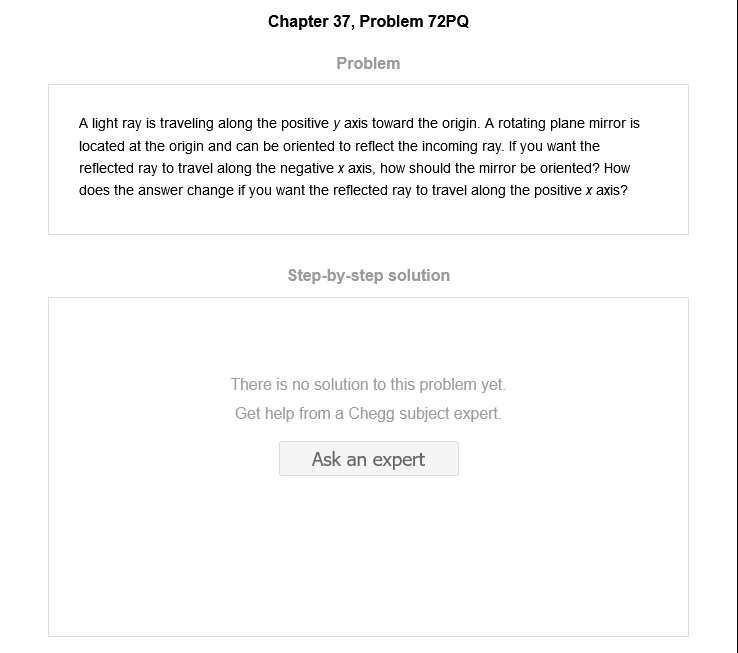 Chapter 37, Problem 72PQ
Problem
A light ray is traveling along the positive y axis toward the origin. A rotating plane mirror is
located at the origin and can be oriented to reflect the incoming ray. If you want the
reflected ray to travel along the negative x axis, how should the mirror be oriented? How
does the answer change if you want the reflected ray to travel along the positive x axis?
Step-by-step solution
There is no solution to this problem yet.
Get help from a Chegg subject expert.
Ask an expert